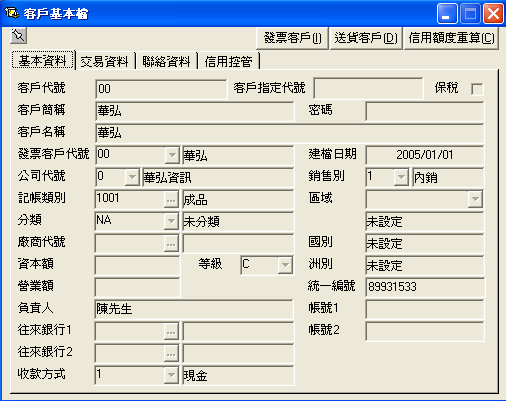 客戶基本檔
發票客戶(I) 送貨客戶(D) 信用額度重算(C)
基本資料 交易資料 聯絡資料 信用控管
客戶代號 00 客戶指定代號 保稅
客戶簡稱 華弘 密碼
客戶名稱 華弘
發票客戶代號 00 華弘 建檔日期 2005/01/01
公司代號 0 華弘資訊 銷售別 1 內銷
記帳類別 1001 ... 成品 區域
分類 NA 未分類 未設定
廠商代號 ... 國別 未設定
資本額 等級 C 洲別 未設定
營業額 統一編號 89931533
負責人 陳先生 帳號1
往來銀行1 ... 帳號2
往來銀行2 ...
收款方式 1 現金